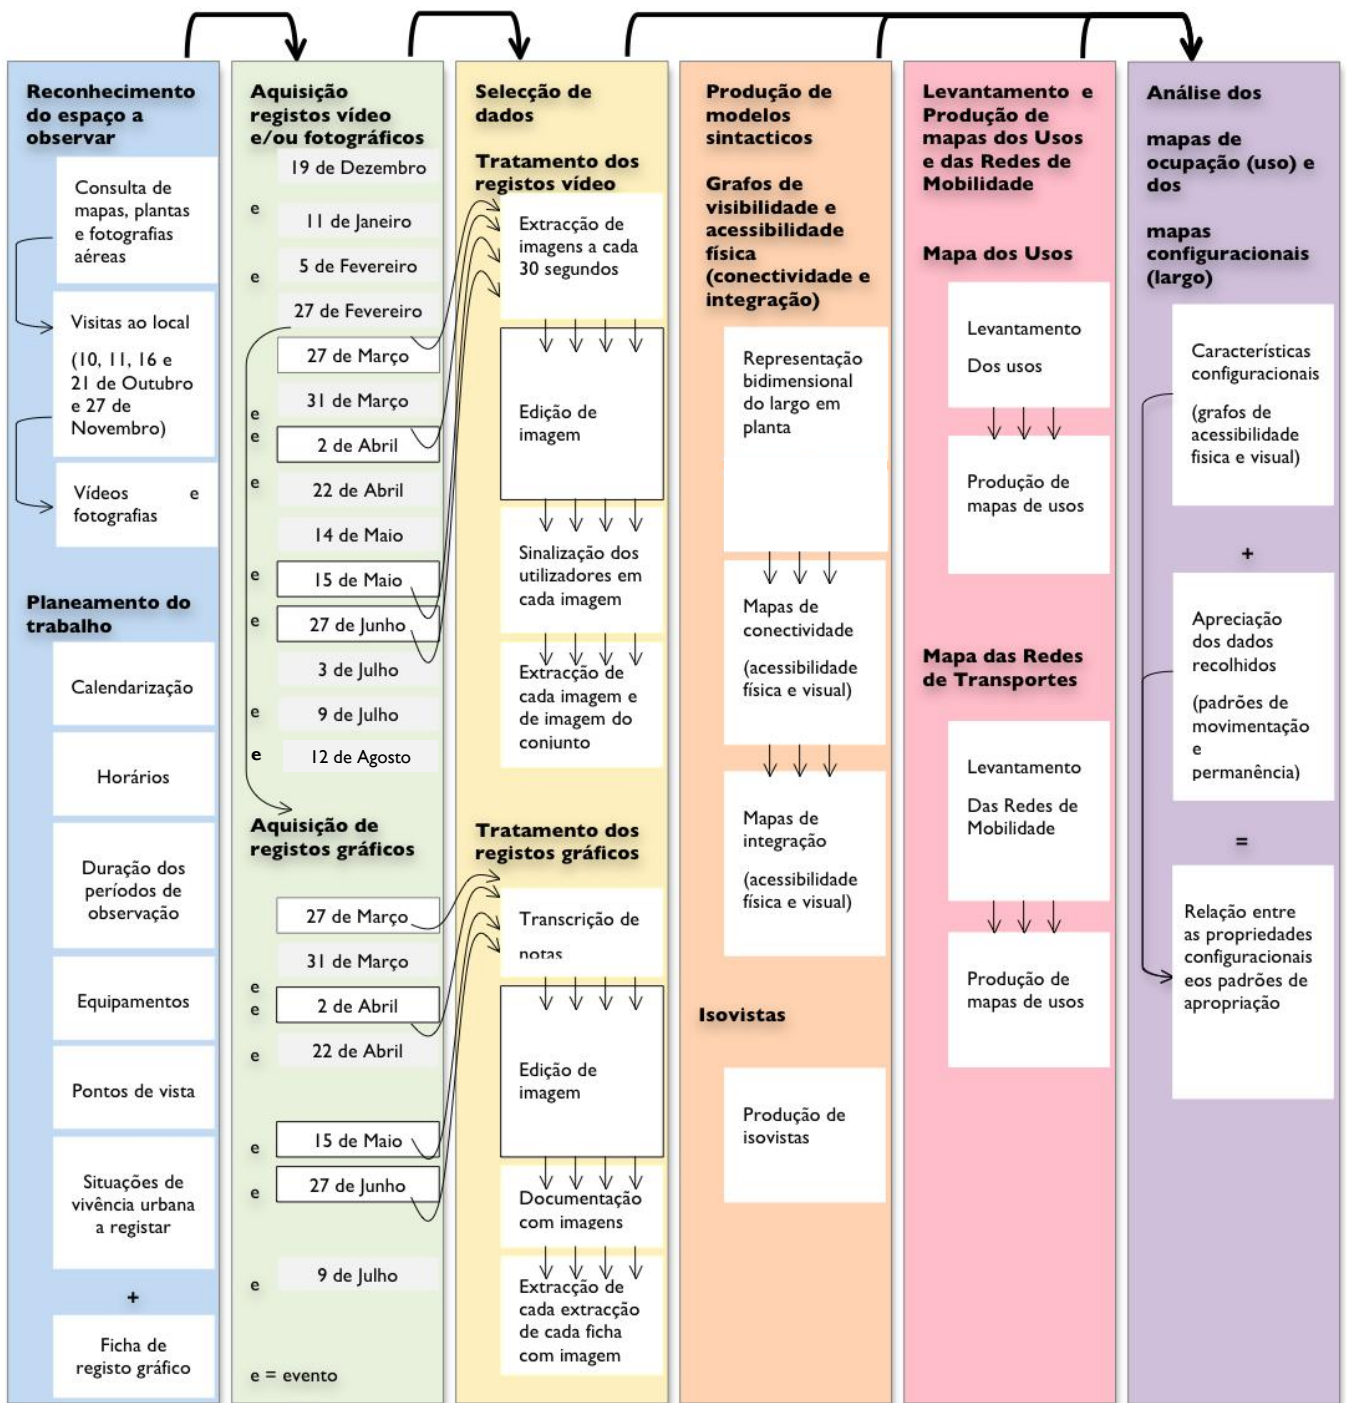 Reconhecimento
do espaço a
observar
Consulta de
mapas, plantas
e fotografias
aéreas
Visitas ao local
(10, 11, 16 e
21 de Outubro
e 27 de
Novembro)
Vídeos e
fotografias
Planeamento do
trabalho
Calendarização
Horários
Duração dos
períodos de
observação
Equipamentos
Pontos de vista
Situações de
vivência urbana
a registar
+
Ficha de
registo gráfico
Aquisição
registos vídeo
e/ou fotográficos
19 de Dezembro
e
11 de Janeiro
5 de Fevereiro
e
27 de Fevereiro
27 de Março
31 de Março
e
e
2 de Abril
e
22 de Abril
14 de Maio
e
15 de Maio
e
27 de Junho
3 de Julho
e
9 de Julho
e
12 de Agosto
Aquisição de
registos gráficos
27 de Março
31 de Março
e
e
2 de Abril
e
22 de Abril
e
15 de Maio
e
27 de Junho
e
9 de Julho
e = evento
Selecção de
dados
Tratamento dos
registos vídeo
Extracção de
imagens a cada
30 segundos
Edição de
imagem
Sinalização dos
utilizadores em
cada imagem
Extracção de
cada imagem e
de imagem do
conjunto
Tratamento dos
registos gráficos
Transcrição de
notas
Edição de
imagem
Documentação
com imagens
Extracção de
cada extracção
de cada ficha
com imagem
Produção de
modelos
sintacticos
Grafos de
visibilidade e
acessibilidade
física
(conectividade e
integração)
Representação
bidimensional
do largo em
planta
Mapas de
conectividade
(acessibilidade
física e visual)
Mapas de
integração
(acessibilidade
física e visual)
Isovistas
Produção de
isovistas
Levantamento e
Produção de
mapas dos Usos
e das Redes de
Mobilidade
Mapa dos Usos
Levantamento
Dos usos
Produção de
mapas de usos
Mapa das Redes
de Transportes
Levantamento
Das Redes de
Mobilidade
Produção de
mapas de usos
Análise dos
mapas de
ocupação (uso) e
dos
mapas
configuracionais
(largo)
Característícas
configuracionais
(grafos de
acessibilidade
fisica e visual)
+
Apreciação
dos dados
recolhidos
(padrões de
movimentação
e
permanência)
=
Relação entre
as propriedades
configuracionais
eos padrões de
apropriação